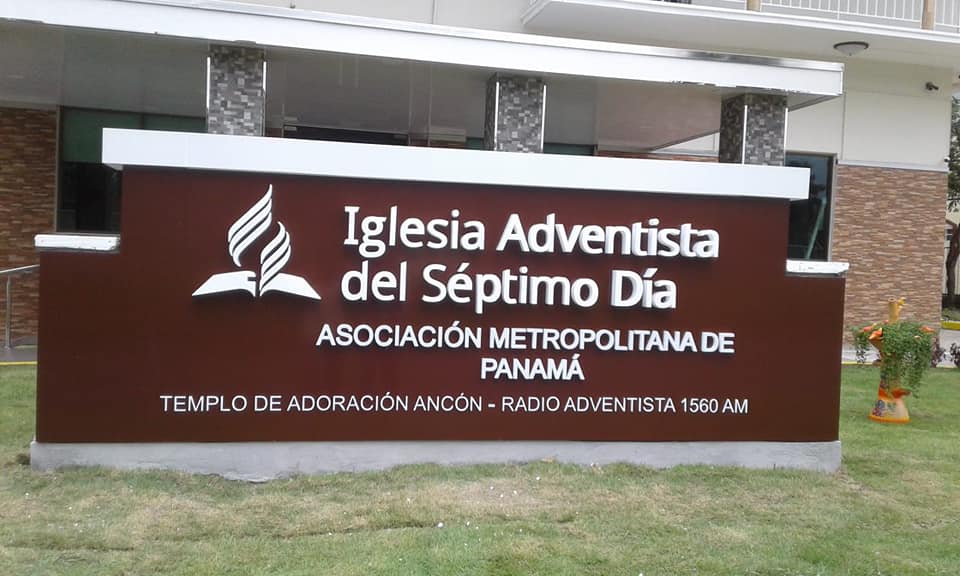 Iglesia Adventista
del Séptimo Día
ASOCIACIÓN METROPOLITANA DE
PANAMÁ
TEMPLO DE ADORACIÓN ANCÓN - RADIO ADVENTISTA 1560 AM